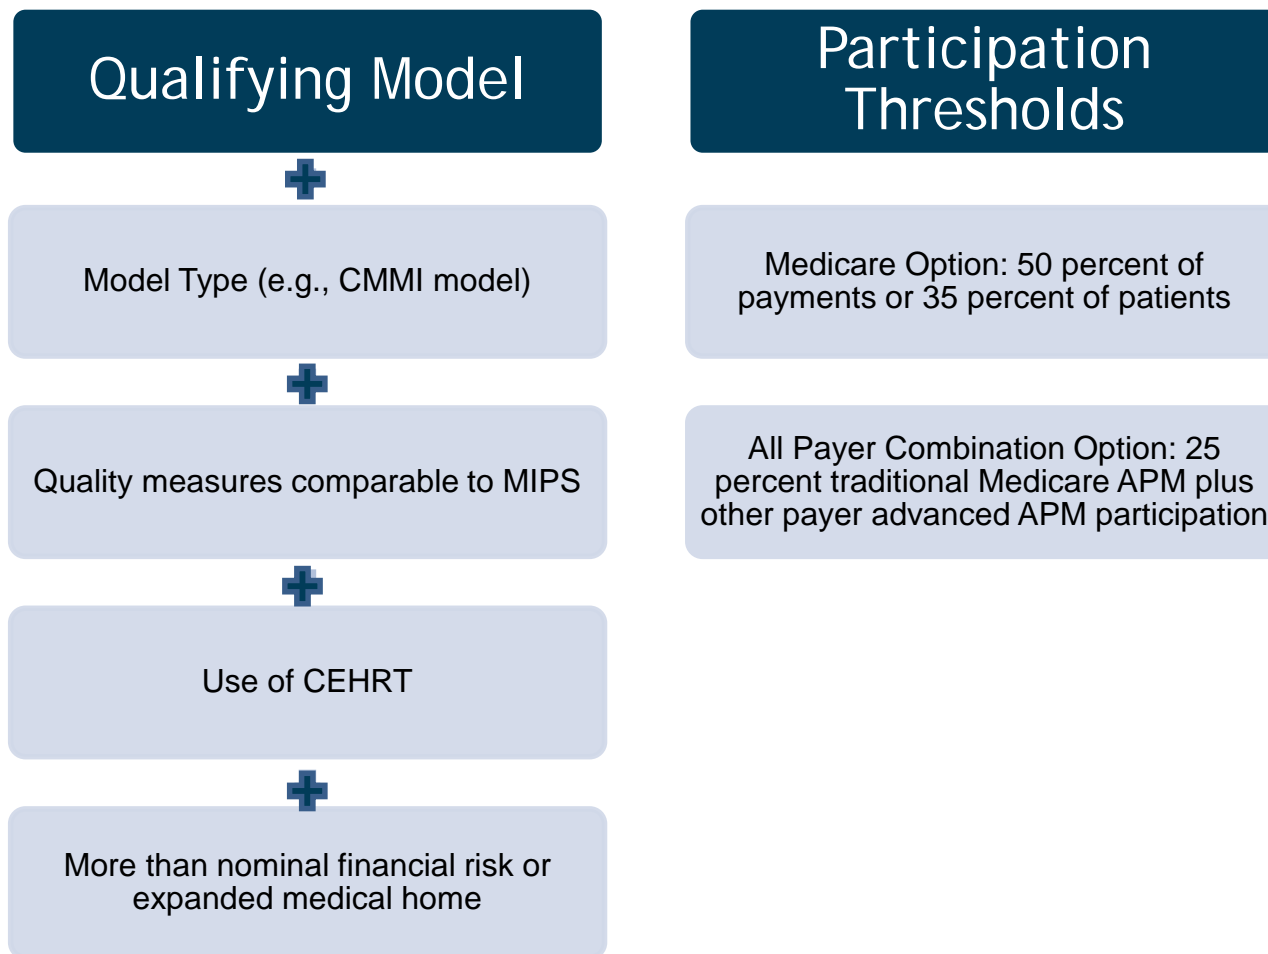 Qualifying Model
Model Type (e.g., CMMI model)
Quality measures comparable to MIPS
Use of CEHRT
More than nominal financial risk or
expanded medical home
Participation
Thresholds
Medicare Option: 50 percent of
payments or 35 percent of patients
All Payer Combination Option: 25
percent traditional Medicare APM plus
other payer advanced APM participation